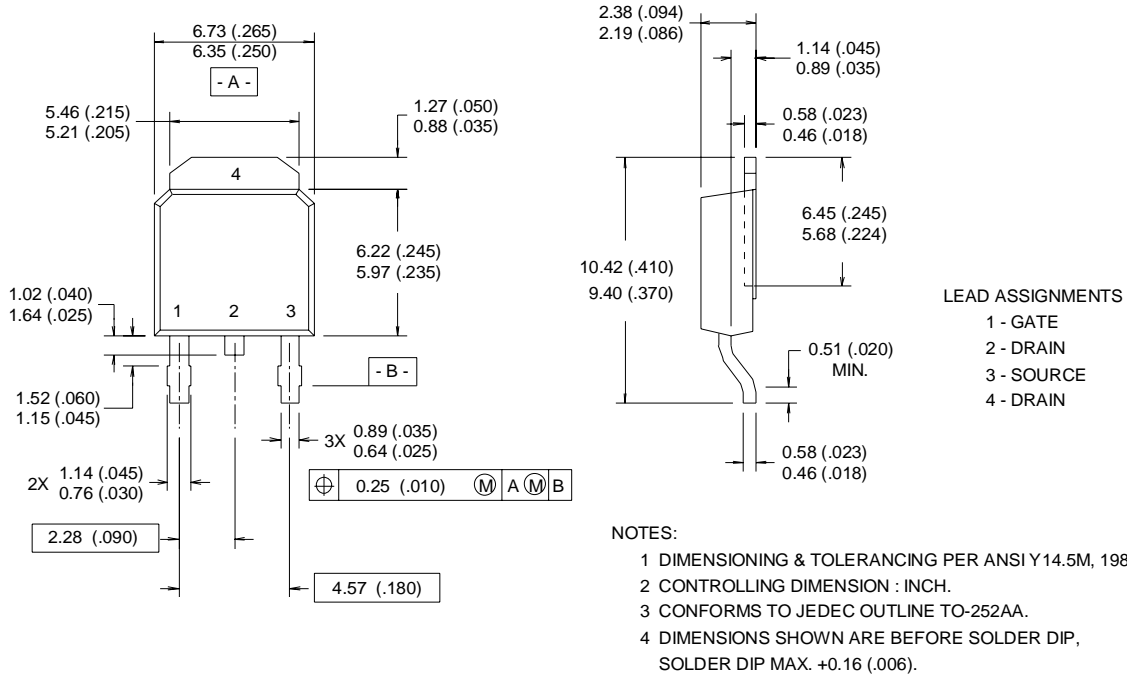 6.73 (.265)
6.35 (.250)
- A -
5.46 (.215)
5.21 (.205)
1.27 (.050)
0.88 (.035)
4
6.22 (.245)
5.97 (.235)
1.02 (.040)
1.64 (.025)
1 2 3
- B -
1.52 (.060)
1.15 (.045)
3X 0.89 (.035)
0.64 (.025)
2X 1.14 (.045)
0.76 (.030)
⌖ 0.25 (.010) Ⓜ A Ⓜ B
2.28 (.090)
4.57 (.180)
2.38 (.094)
2.19 (.086)
1.14 (.045)
0.89 (.035)
0.58 (.023)
0.46 (.018)
6.45 (.245)
5.68 (.224)
10.42 (.410)
9.40 (.370)
0.51 (.020)
MIN.
0.58 (.023)
0.46 (.018)
LEAD ASSIGNMENTS
1 - GATE
2 - DRAIN
3 - SOURCE
4 - DRAIN
NOTES:
1 DIMENSIONING & TOLERANCING PER ANSI Y14.5M, 198
2 CONTROLLING DIMENSION : INCH.
3 CONFORMS TO JEDEC OUTLINE TO-252AA.
4 DIMENSIONS SHOWN ARE BEFORE SOLDER DIP,
SOLDER DIP MAX. +0.16 (.006).